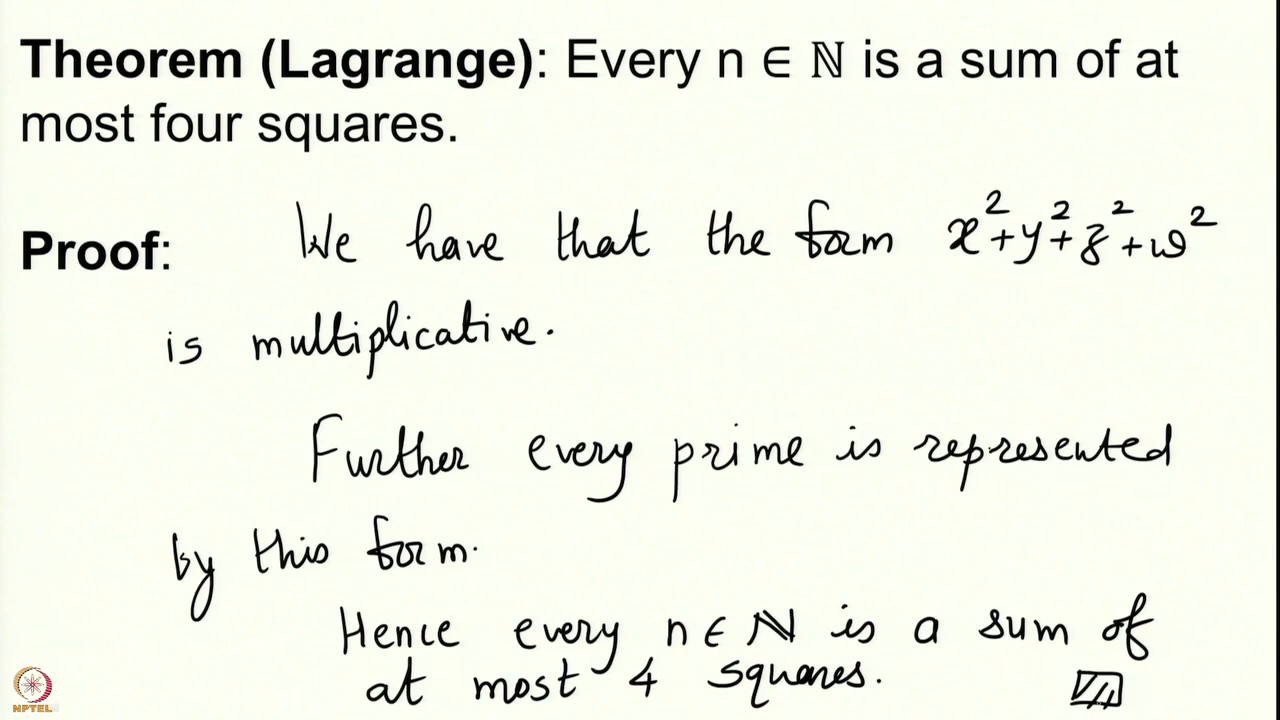 Theorem (Lagrange): Every n ∈ ℕ is a sum of at
most four squares.
Proof: We have that the form x²+y²+z²+w²
is multiplicative.
Further every prime is represented
by this form.
Hence every n ∈ ℕ is a sum of
at most 4 squares.
NPTEL